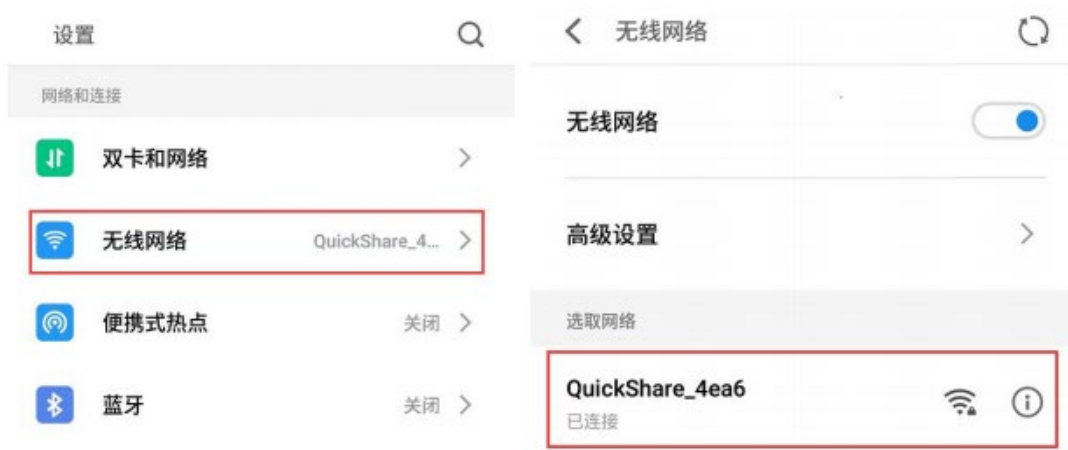 设置
网络和连接
双卡和网络
无线网络 QuickShare_4...
便携式热点 关闭
蓝牙 关闭
无线网络
无线网络
高级设置
选取网络
QuickShare_4ea6
已连接